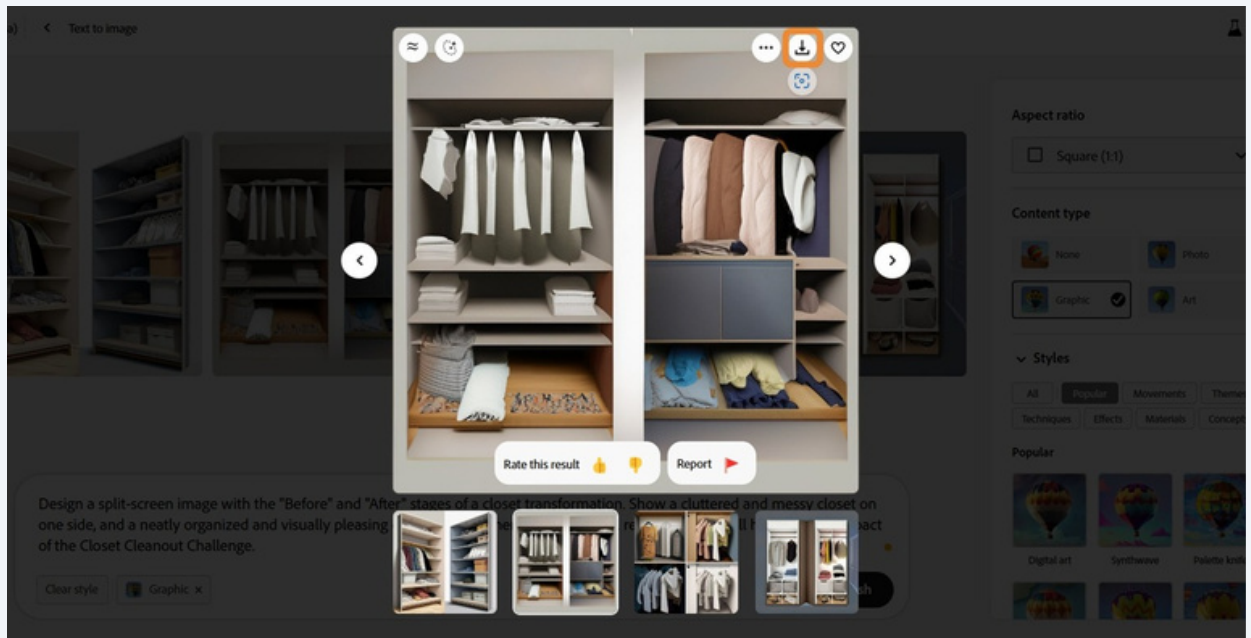 a)
Text to image
Aspect ratio
Square (1:1)
Content type
None
Photo
Graphic
Art
Styles
All
Popular
Movements
Techniques
Effects
Materials
Popular
Digital art
Synthwave
Palette
Rate this result
Report
Design a split-screen image with the "Before" and "After" stages of a closet transformation. Show a cluttered and messy closet on
one side, and a neatly organized and visually pleasing
of the Closet Cleanout Challenge.
Clear style
Graphic